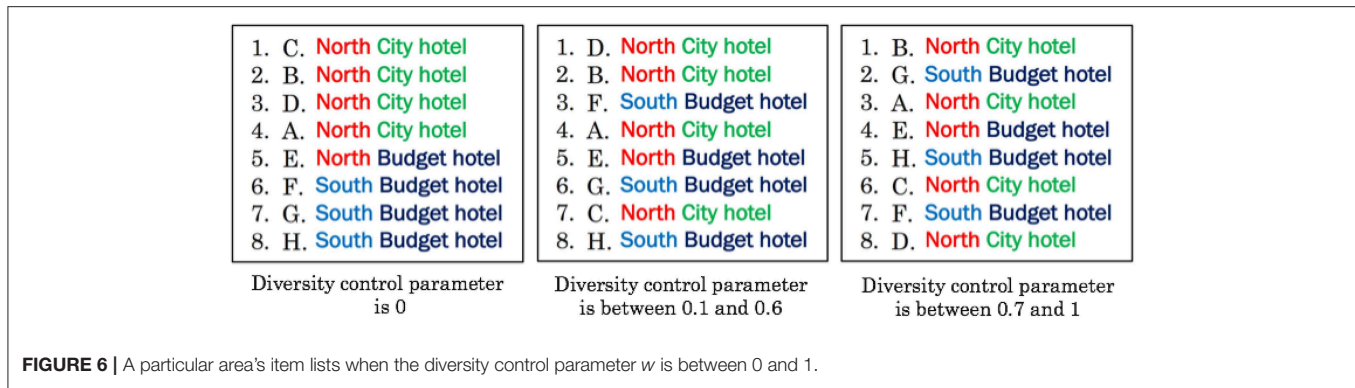 1. C. North City hotel
2. B. North City hotel
3. D. North City hotel
4. A. North City hotel
5. E. North Budget hotel
6. F. South Budget hotel
7. G. South Budget hotel
8. H. South Budget hotel
Diversity control parameter
is 0
1. D. North City hotel
2. B. North City hotel
3. F. South Budget hotel
4. A. North City hotel
5. E. North Budget hotel
6. G. South Budget hotel
7. C. North City hotel
8. H. South Budget hotel
Diversity control parameter
is between 0.1 and 0.6
1. B. North City hotel
2. G. South Budget hotel
3. A. North City hotel
4. E. North Budget hotel
5. H. South Budget hotel
6. C. North City hotel
7. F. South Budget hotel
8. D. North City hotel
Diversity control parameter
is between 0.7 and 1
FIGURE 6 | A particular area's item lists when the diversity control parameter w is between 0 and 1.